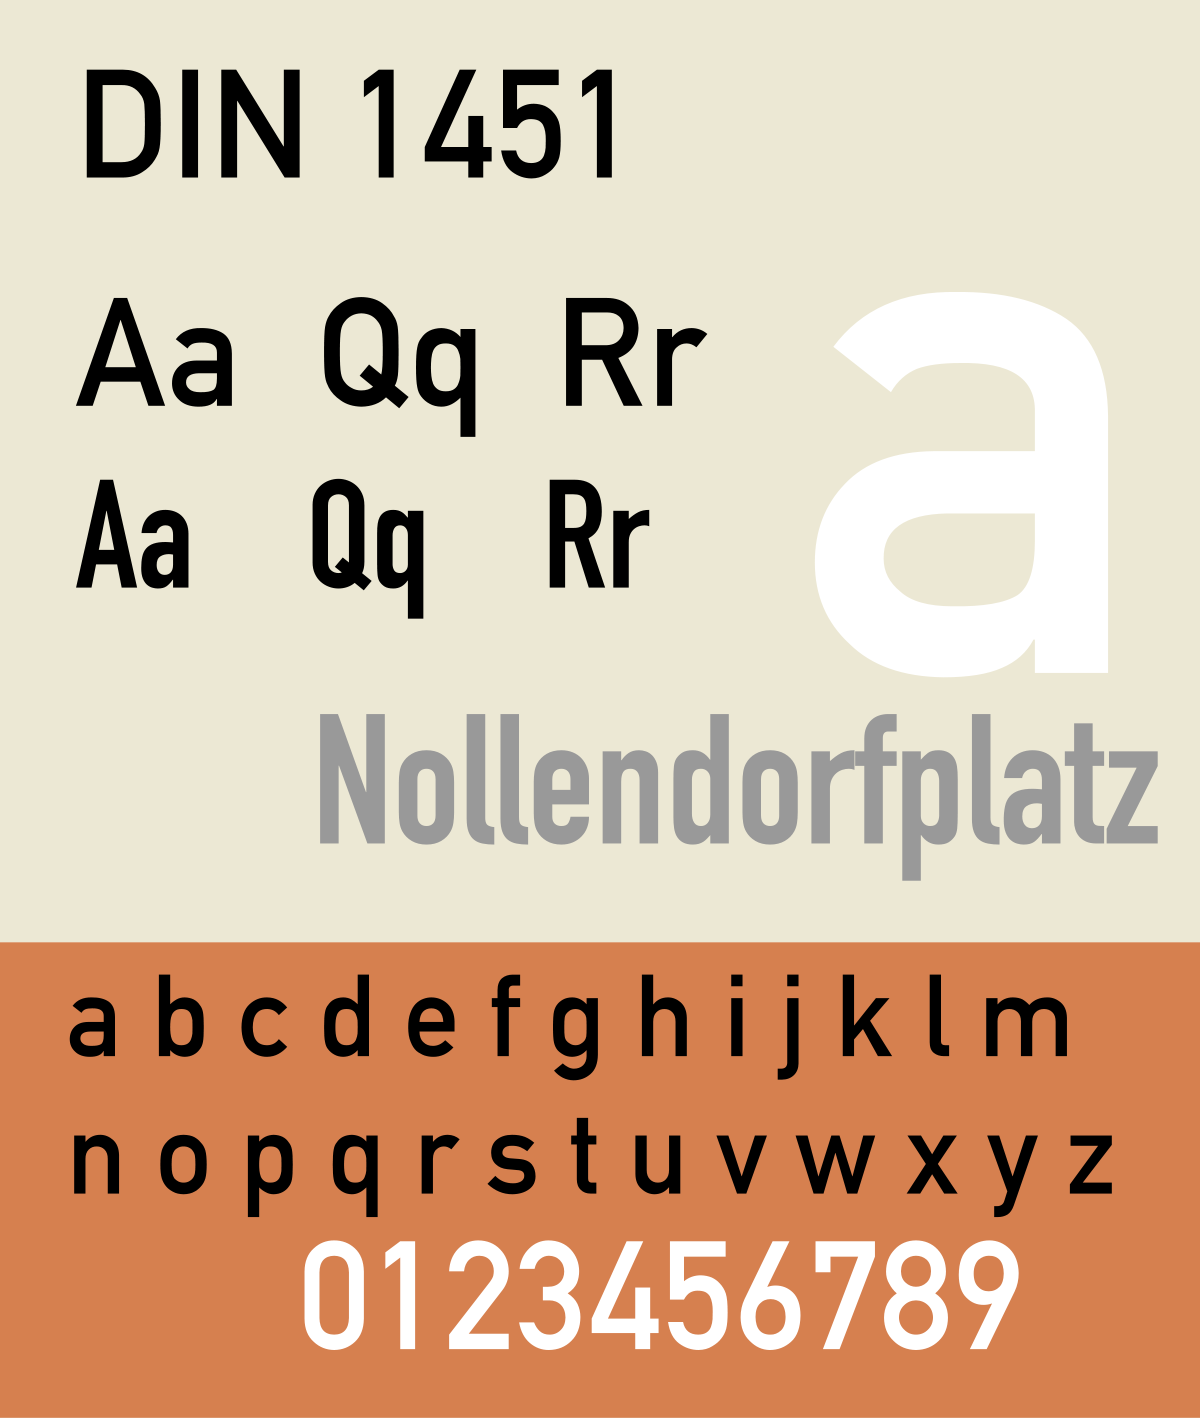 DIN 1451
Aa Qq Rr
a
Aa Qq Rr
Nollendorfplatz
a b c d e f g h i j k l m
n o p q r s t u v w x y z
0123456789